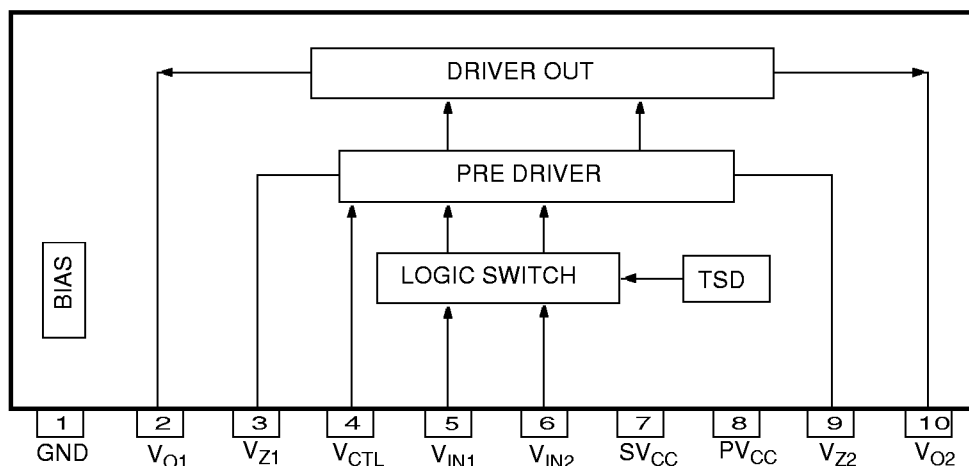 DRIVER OUT
PRE DRIVER
BIAS
LOGIC SWITCH
TSD
1 2 3 4 5 6 7 8 9 10
GND VO1 VZ1 VCTL VIN1 VIN2 SVCC PVCC VZ2 VO2